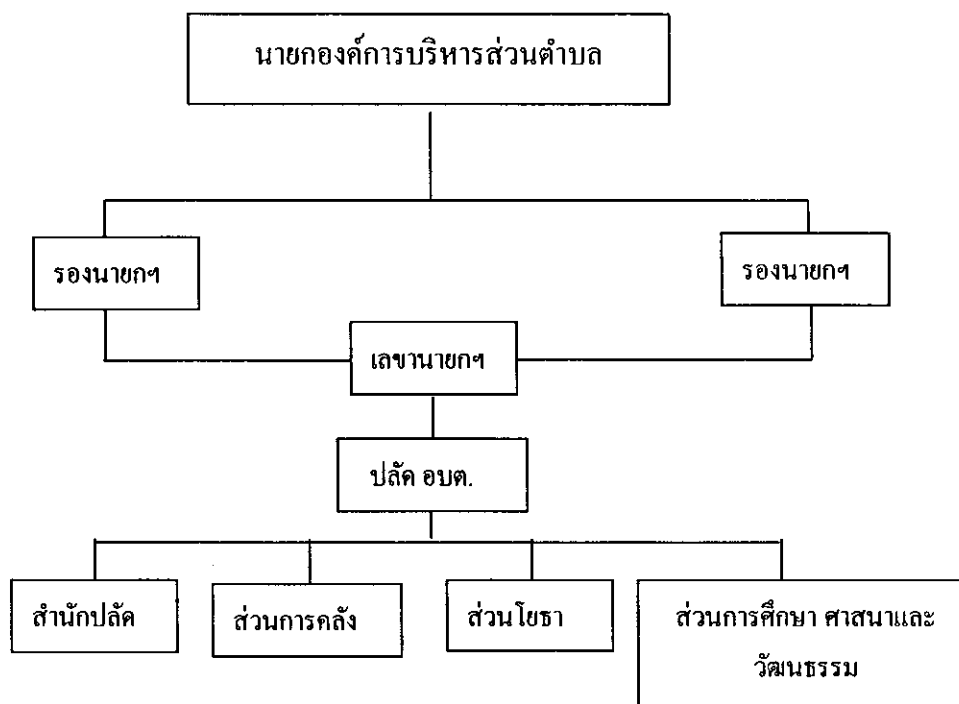 นายกองค์การบริหารส่วนตำบล
รองนายกฯ
รองนายกฯ
เลขานายกฯ
ปลัด อบต.
สำนักปลัด
ส่วนการคลัง
ส่วนโยธา
ส่วนการศึกษา ศาสนาและ
วัฒนธรรม